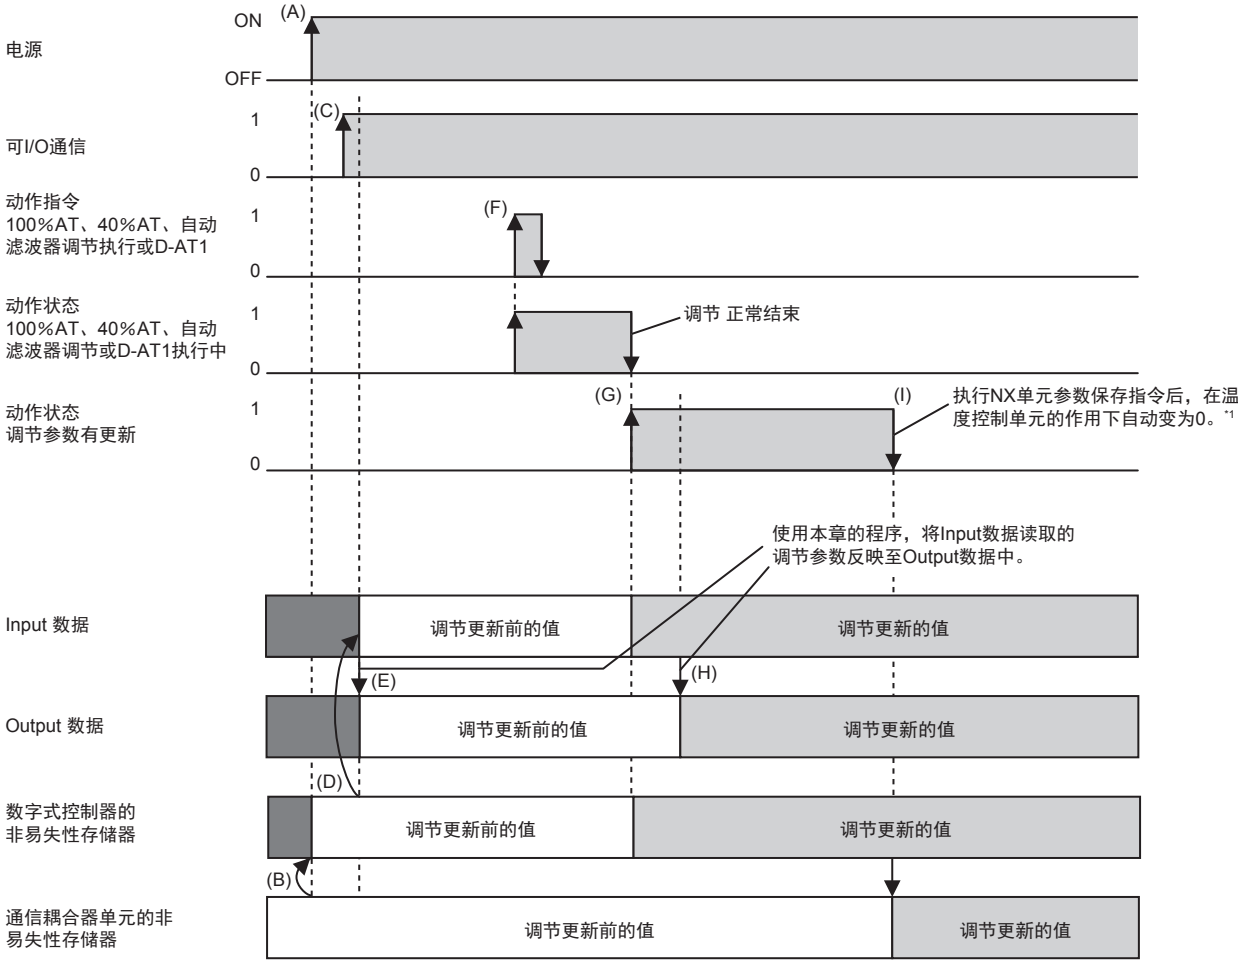 ON
(A)
电源
OFF
(C)
1
可I/O通信
0
动作指令
100%AT、40%AT、自动
滤波器调节执行或D-AT1
1
(F)
0
动作状态
100%AT、40%AT、自动
滤波器调节或D-AT1执行中
1
调节 正常结束
0
(G)
(I)
执行NX单元参数保存指令后，在温
度控制单元的作用下自动变为0。*1
动作状态
调节参数有更新
1
0
使用本章的程序，将Input数据读取的
调节参数反映至Output数据中。
Input 数据
调节更新前的值
调节更新的值
(E)
(H)
Output 数据
调节更新前的值
调节更新的值
(D)
数字式控制器的
非易失性存储器
调节更新前的值
调节更新的值
(B)
通信耦合器单元的非
易失性存储器
调节更新前的值
调节更新的值